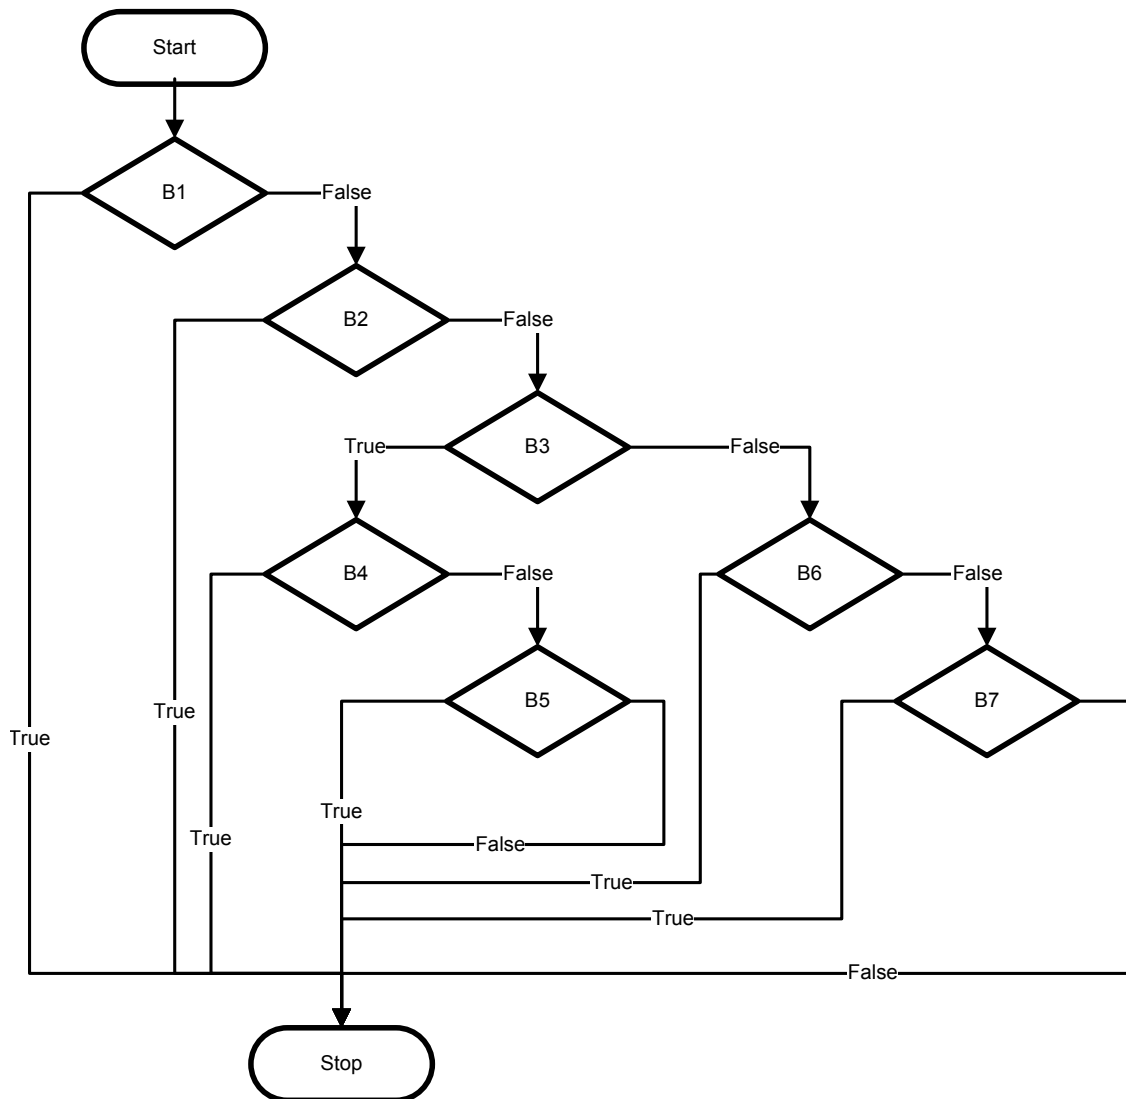 Start
B1
False
B2
False
B3
True
False
B4
False
B6
False
B5
B7
True
True
True
True
False
True
True
False
Stop